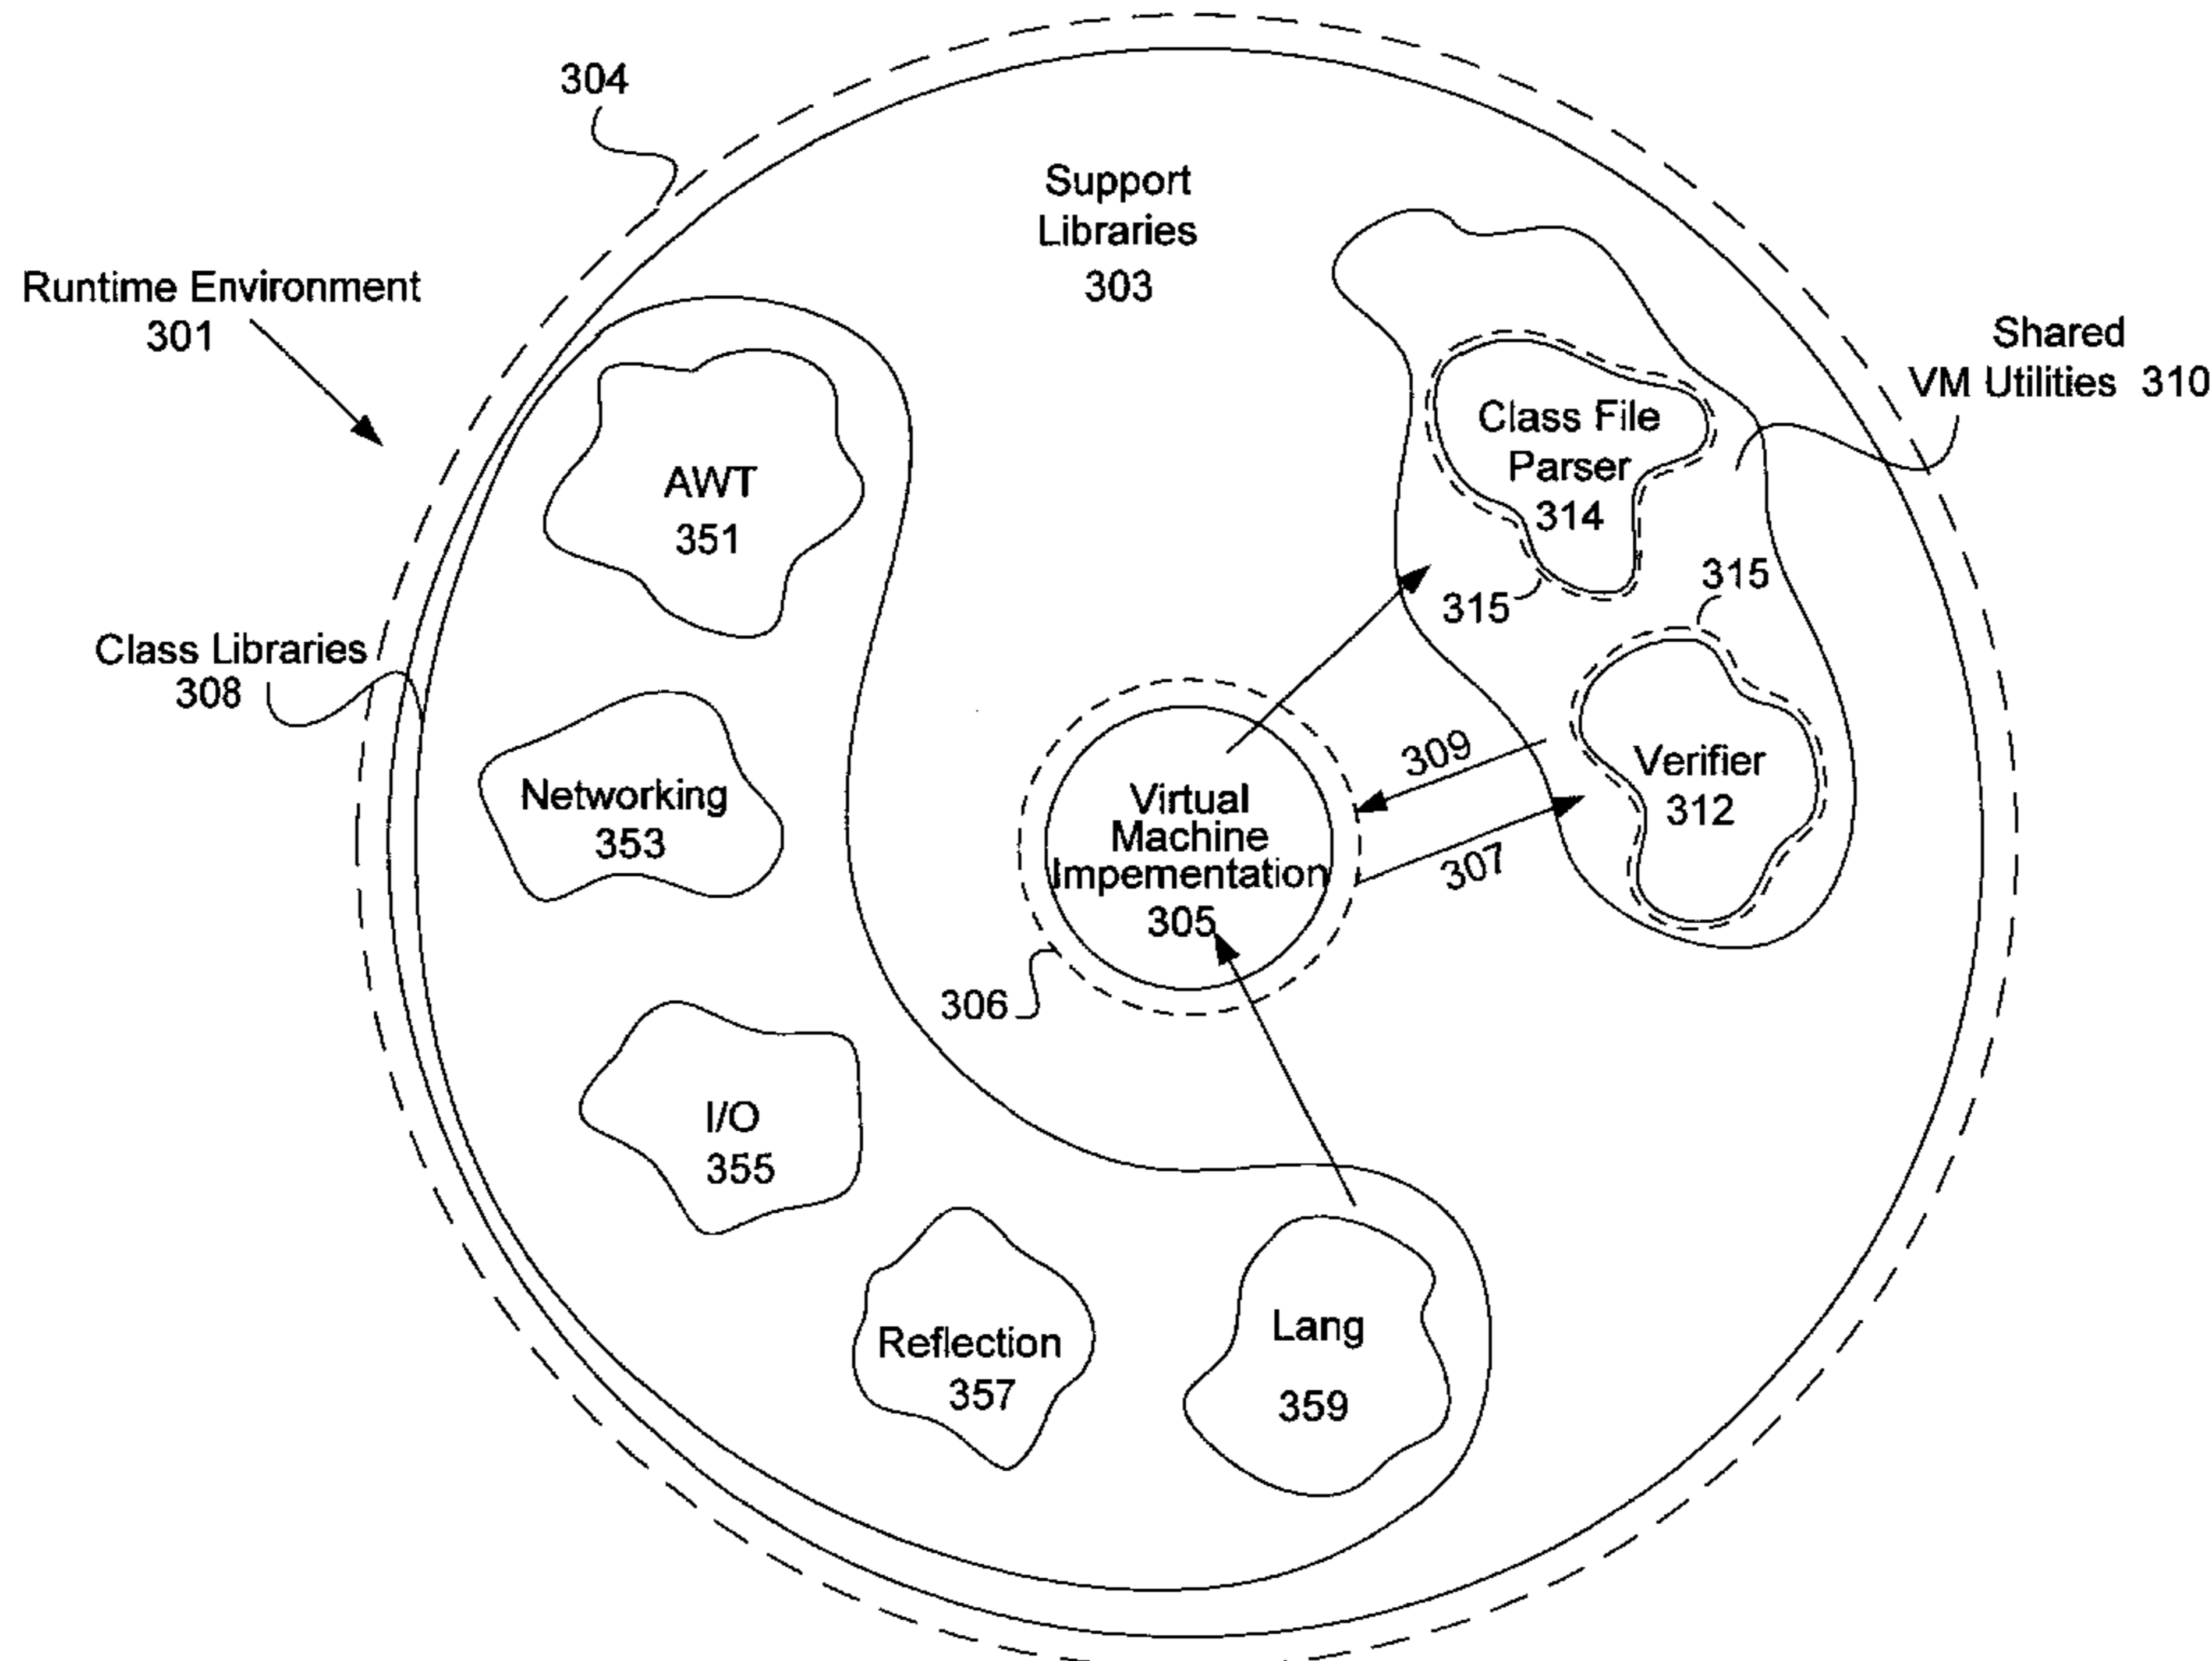 304
Support
Libraries
303
Runtime Environment
301
Shared
VM Utilities 310
Class File
Parser
314
AWT
351
315
315
Class Libraries
308
309
Verifier
312
Networking
353
Virtual
Machine
Impementation
305
307
306
I/O
355
Reflection
357
Lang
359